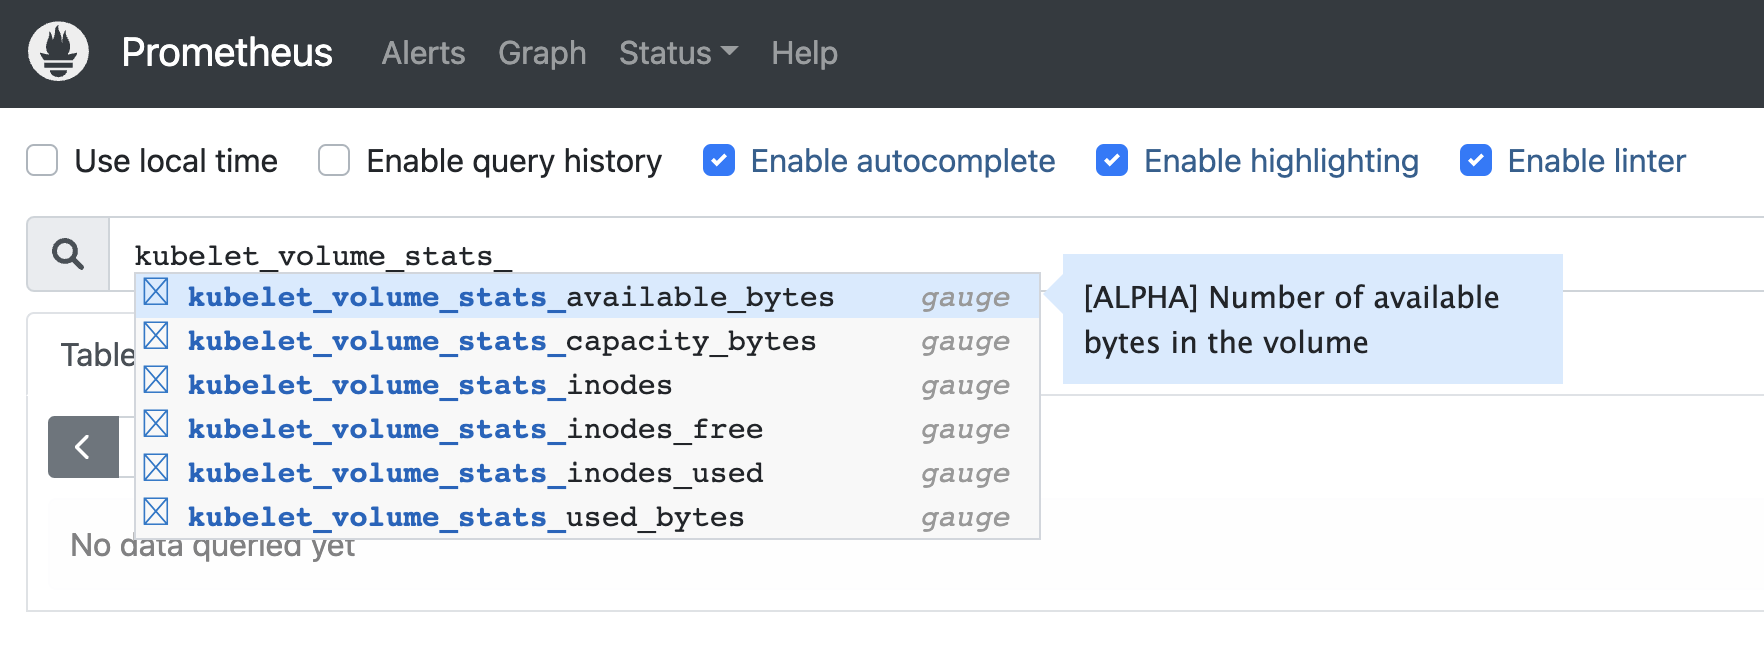 Prometheus Alerts Graph Status Help
Use local time Enable query history Enable autocomplete Enable highlighting Enable linter
kubelet_volume_stats_
kubelet_volume_stats_available_bytes gauge
kubelet_volume_stats_capacity_bytes gauge
kubelet_volume_stats_inodes gauge
kubelet_volume_stats_inodes_free gauge
kubelet_volume_stats_inodes_used gauge
kubelet_volume_stats_used_bytes gauge
[ALPHA] Number of available
bytes in the volume
Table
No data queried yet